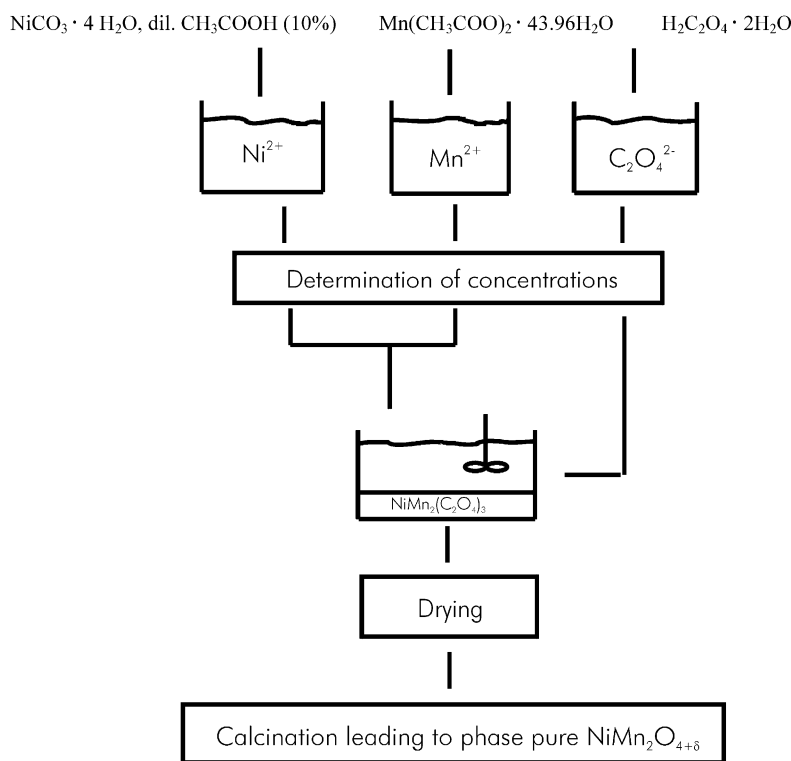 NiCO₃ · 4 H₂O, dil. CH₃COOH (10%) Mn(CH₃COO)₂ · 43.96H₂O H₂C₂O₄ · 2H₂O
Ni²⁺ Mn²⁺ C₂O₄²⁻
Determination of concentrations
NiMn₂(C₂O₄)₃
Drying
Calcination leading to phase pure NiMn₂O₄₊δ